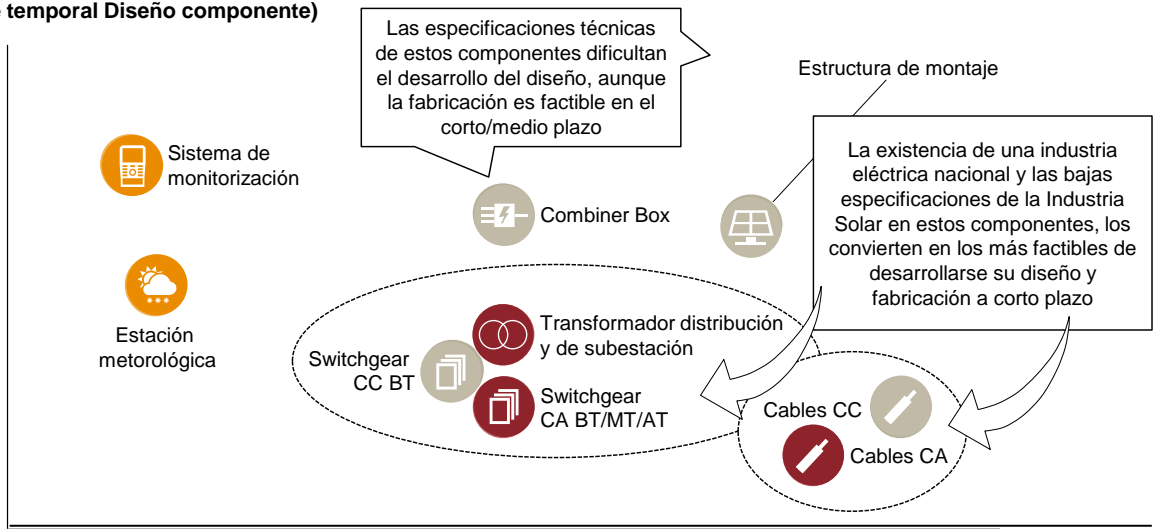 e temporal Diseño componente)
Las especificaciones técnicas
de estos componentes dificultan
el desarrollo del diseño, aunque
la fabricación es factible en el
corto/medio plazo
Estructura de montaje
La existencia de una industria
eléctrica nacional y las bajas
especificaciones de la Industria
Solar en estos componentes, los
convierten en los más factibles de
desarrollarse su diseño y
fabricación a corto plazo
Sistema de
monitorización
Combiner Box
Estación
metorológica
Transformador distribución
y de subestación
Switchgear
CC BT
Switchgear
CA BT/MT/AT
Cables CC
Cables CA